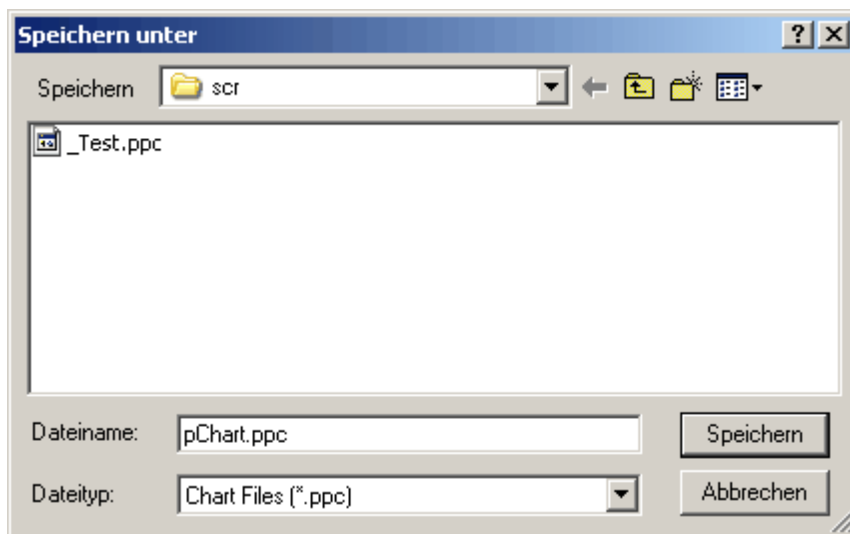 Speichern unter
Speichern scr
_Test.ppc
Dateiname: pChart.ppc Speichern
Dateityp: Chart Files (*.ppc) Abbrechen